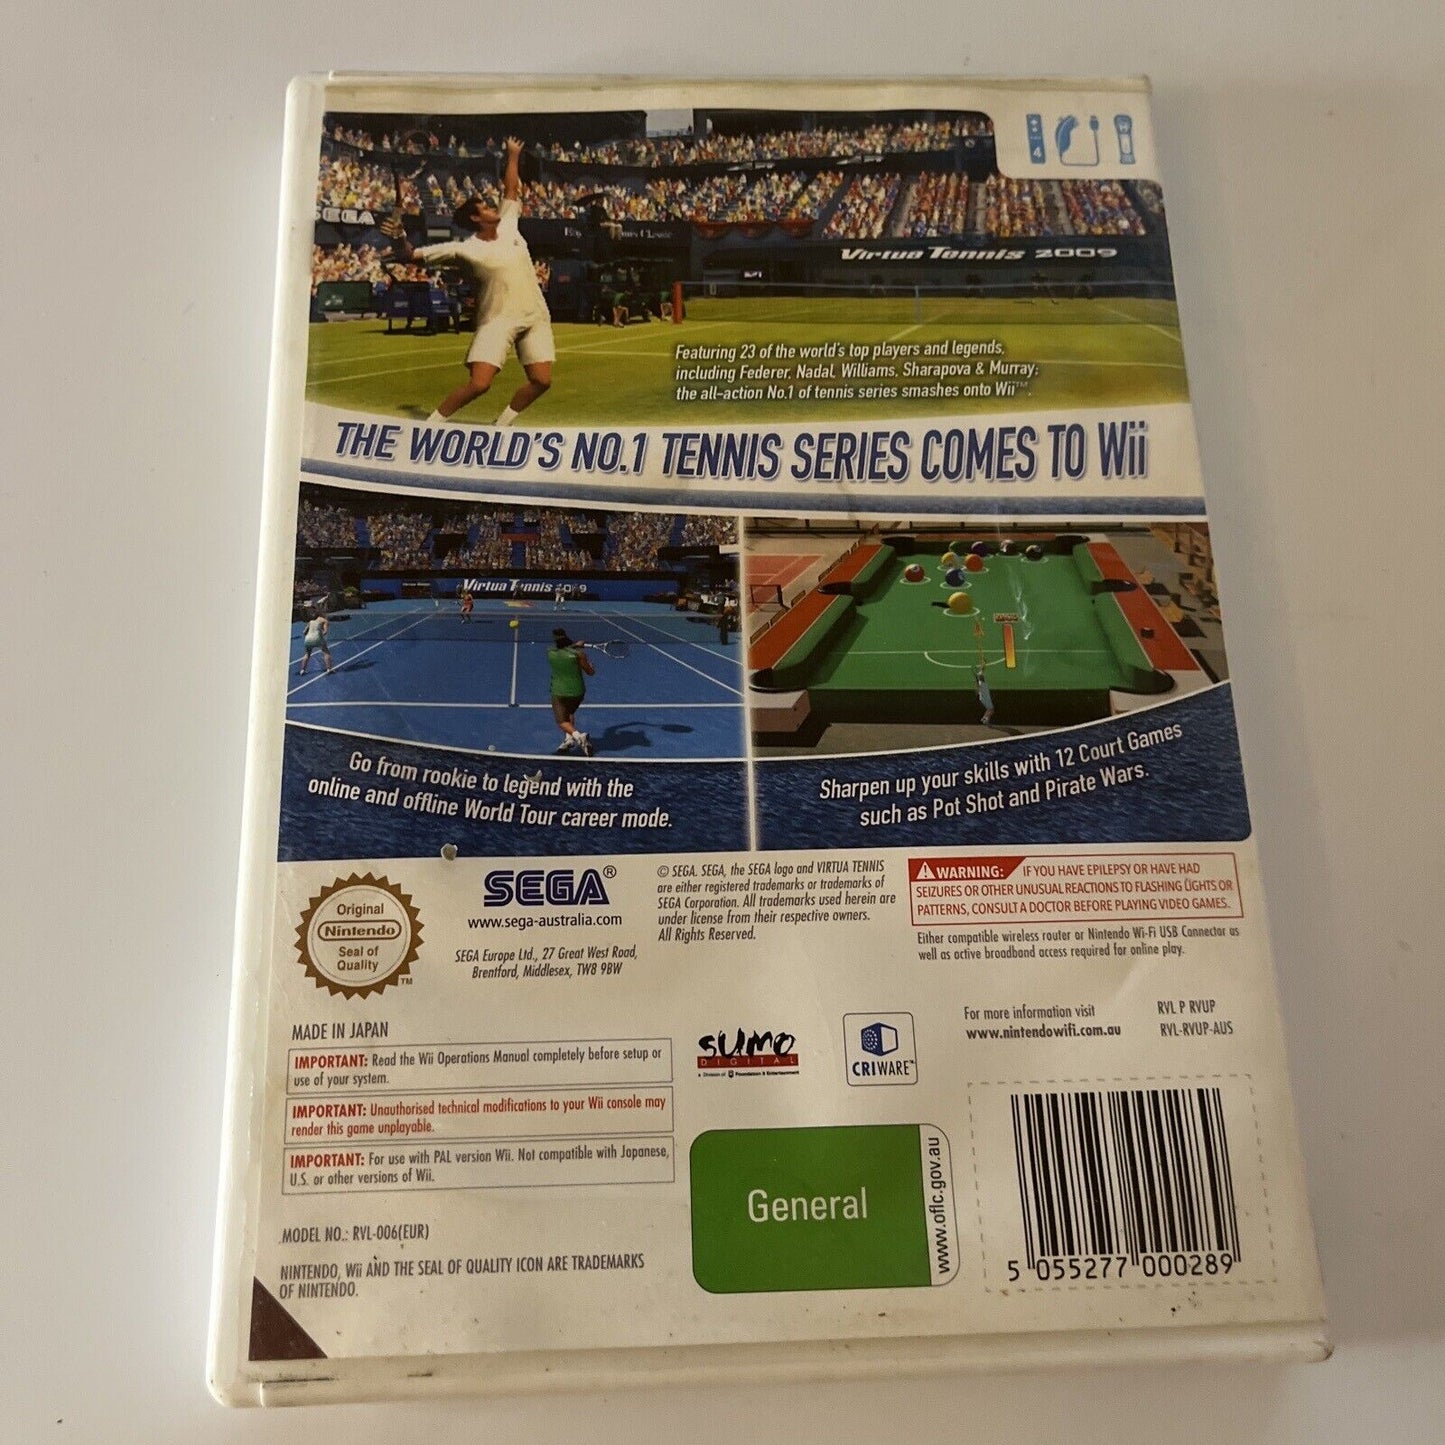 4
SEGA
Virtua Tennis 2009
Featuring 23 of the world's top players and legends,
including Federer, Nadal, Williams, Sharapova & Murray;
the all-action No.1 of tennis series smashes onto Wii™.
THE WORLD'S NO.1 TENNIS SERIES COMES TO Wii
Virtua Tennis 2009
Go from rookie to legend with the
online and offline World Tour career mode.
Sharpen up your skills with 12 Court Games
such as Pot Shot and Pirate Wars.
Original
Nintendo
Seal of
Quality
TM
SEGA®
www.sega-australia.com
SEGA Europe Ltd., 27 Great West Road,
Brentford, Middlesex, TW8 9BW
© SEGA. SEGA, the SEGA logo and VIRTUA TENNIS
are either registered trademarks or trademarks of
SEGA Corporation. All trademarks used herein are
under license from their respective owners.
All Rights Reserved.
WARNING: IF YOU HAVE EPILEPSY OR HAVE HAD
SEIZURES OR OTHER UNUSUAL REACTIONS TO FLASHING LIGHTS OR
PATTERNS, CONSULT A DOCTOR BEFORE PLAYING VIDEO GAMES.
Either compatible wireless router or Nintendo Wi-Fi USB Connector as
well as active broadband access required for online play.
For more information visit
www.nintendowifi.com.au
RVL P RVUP
RVL-RVUP-AUS
MADE IN JAPAN
IMPORTANT: Read the Wii Operations Manual completely before setup or
use of your system.
IMPORTANT: Unauthorised technical modifications to your Wii console may
render this game unplayable.
IMPORTANT: For use with PAL version Wii. Not compatible with Japanese,
U.S. or other versions of Wii.
MODEL NO.: RVL-006(EUR)
NINTENDO, Wii AND THE SEAL OF QUALITY ICON ARE TRADEMARKS
OF NINTENDO.
sumo
DIGITAL
a Division of Foundation 9 Entertainment
CRIWARE™
General
www.oflc.gov.au
5 055277 000289